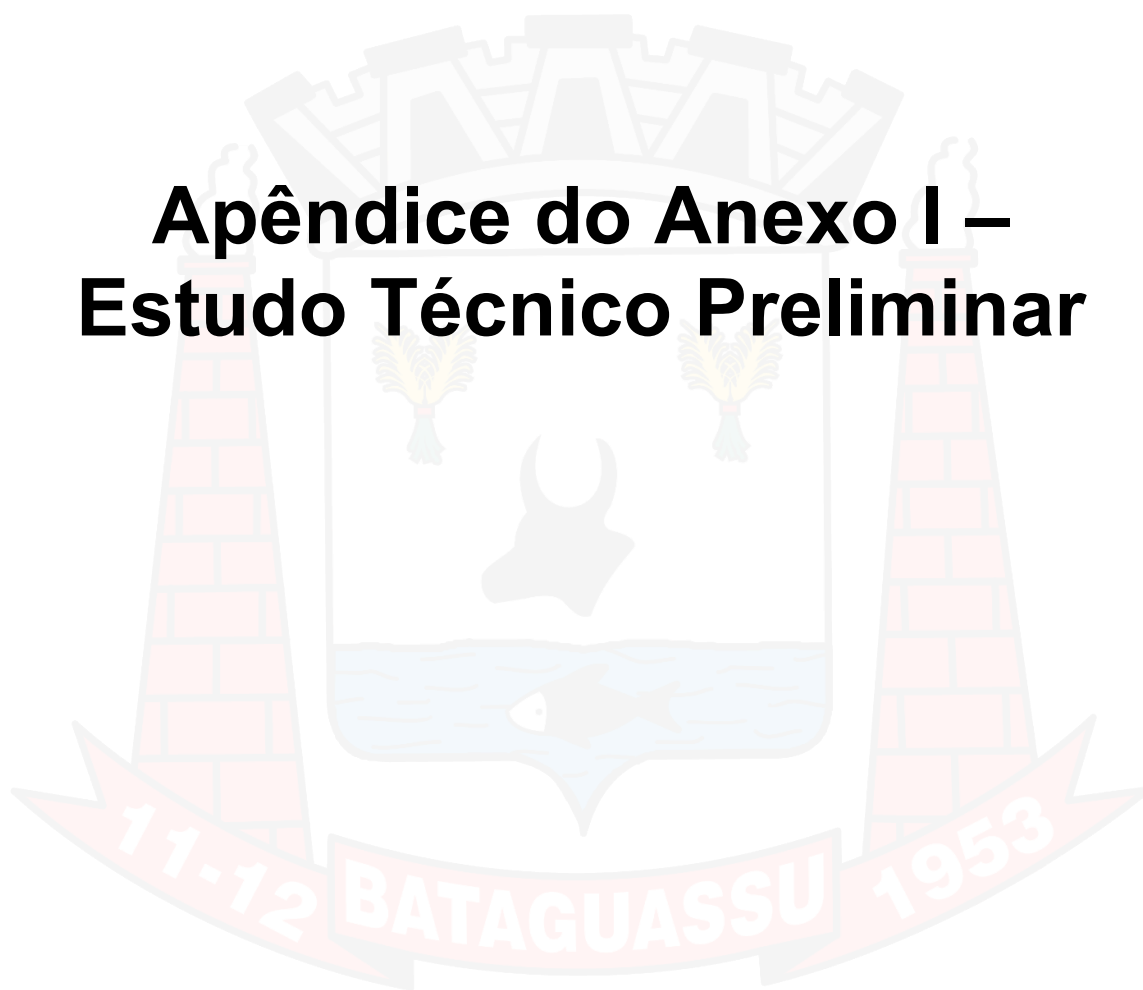 Apêndice do Anexo I –
Estudo Técnico Preliminar
11-12 BATAGUASSU 1953